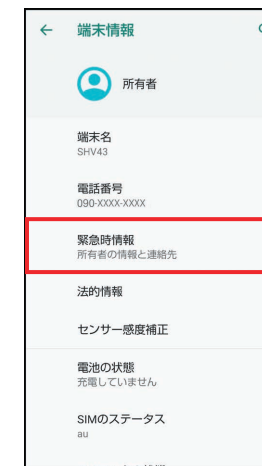 端末情報
所有者
端末名
SHV43
電話番号
090-XXXX-XXXX
緊急時情報
所有者の情報と連絡先
法的情報
センサー感度補正
電池の状態
充電していません
SIMのステータス
au